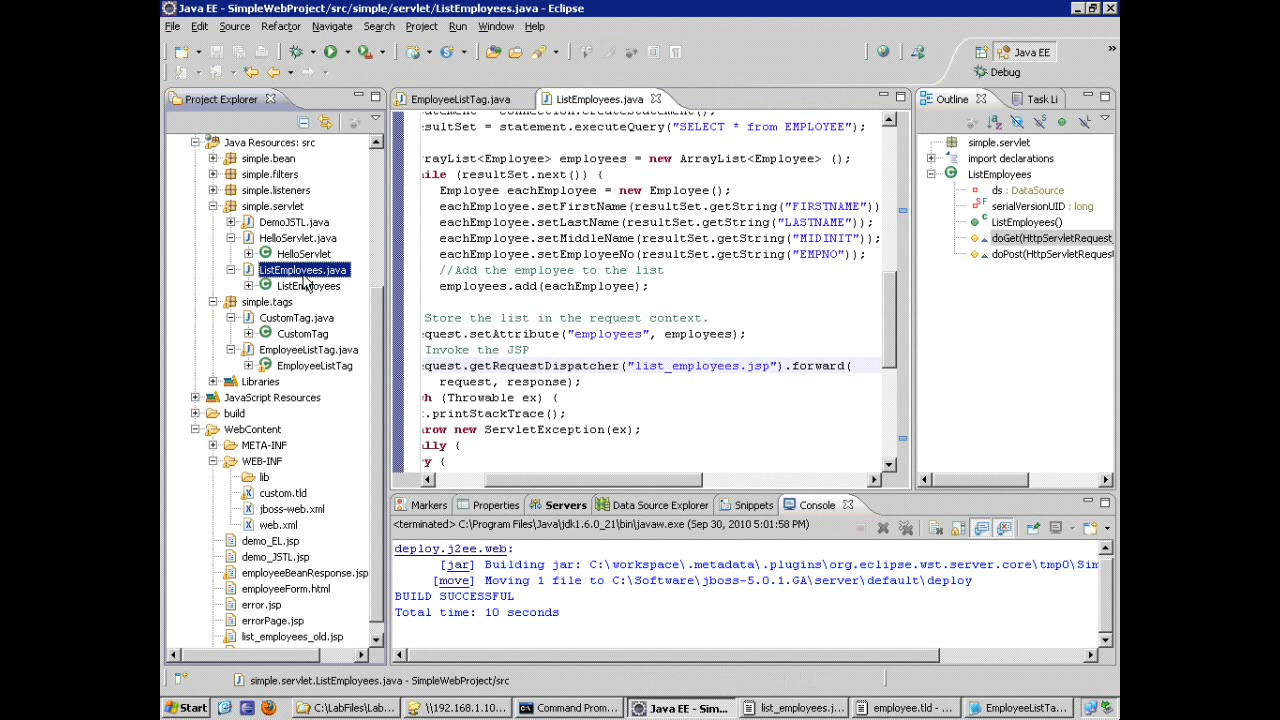 Java EE - SimpleWebProject/src/simple/servlet/ListEmployees.java - Eclipse
File Edit Source Refactor Navigate Search Project Run Window Help
Java EE
Debug
Project Explorer
Java Resources: src
simple.bean
simple.filters
simple.listeners
simple.servlet
DemoJSTL.java
HelloServlet.java
HelloServlet
ListEmployees.java
ListEmployees
simple.tags
CustomTag.java
CustomTag
EmployeeListTag.java
EmployeeListTag
Libraries
JavaScript Resources
build
WebContent
META-INF
WEB-INF
lib
custom.tld
jboss-web.xml
web.xml
demo_EL.jsp
demo_JSTL.jsp
employeeBeanResponse.jsp
employeeForm.html
error.jsp
errorPage.jsp
list_employees_old.jsp
EmployeeListTag.java ListEmployees.java
esultSet = statement.executeQuery("SELECT * from EMPLOYEE");
rrayList<Employee> employees = new ArrayList<Employee> ();
ile (resultSet.next()) {
Employee eachEmployee = new Employee();
eachEmployee.setFirstName(resultSet.getString("FIRSTNAME"))
eachEmployee.setLastName(resultSet.getString("LASTNAME"));
eachEmployee.setMiddleName(resultSet.getString("MIDINIT"));
eachEmployee.setEmployeeNo(resultSet.getString("EMPNO"));
//Add the employee to the list
employees.add(eachEmployee);
Store the list in the request context.
quest.setAttribute("employees", employees);
Invoke the JSP
quest.getRequestDispatcher("list_employees.jsp").forward(
request, response);
h (Throwable ex) {
.printStackTrace();
row new ServletException(ex);
lly {
y {
Outline Task Li
simple.servlet
import declarations
ListEmployees
ds : DataSource
serialVersionUID : long
ListEmployees()
doGet(HttpServletRequest
doPost(HttpServletRequest
Markers Properties Servers Data Source Explorer Snippets Console
<terminated> C:\Program Files\Java\jdk1.6.0_21\bin\javaw.exe (Sep 30, 2010 5:01:58 PM)
deploy.j2ee.web:
[jar] Building jar: C:\workspace\.metadata\.plugins\org.eclipse.wst.server.core\tmp0\Sim
[move] Moving 1 file to C:\Software\jboss-5.0.1.GA\server\default\deploy
BUILD SUCCESSFUL
Total time: 10 seconds
simple.servlet.ListEmployees.java - SimpleWebProject/src
Start C:\LabFiles\Lab... \\192.168.1.10... Command Prom... Java EE - Sim... list_employees.j... employee.tld - ... EmployeeListTa...